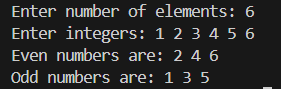 Enter number of elements: 6
Enter integers: 1 2 3 4 5 6
Even numbers are: 2 4 6
Odd numbers are: 1 3 5